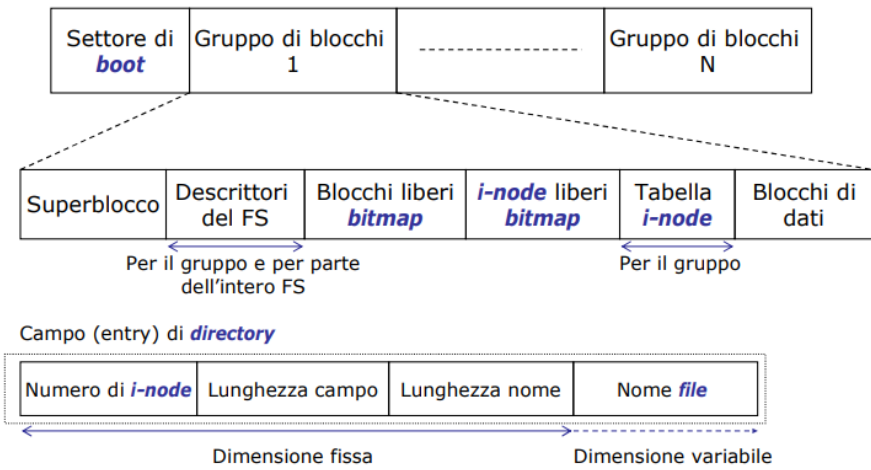 Settore di boot
Gruppo di blocchi 1
Gruppo di blocchi N
Superblocco
Descrittori del FS
Blocchi liberi bitmap
i-node liberi bitmap
Tabella i-node
Blocchi di dati
Per il gruppo e per parte dell'intero FS
Per il gruppo
Campo (entry) di directory
Numero di i-node
Lunghezza campo
Lunghezza nome
Nome file
Dimensione fissa
Dimensione variabile